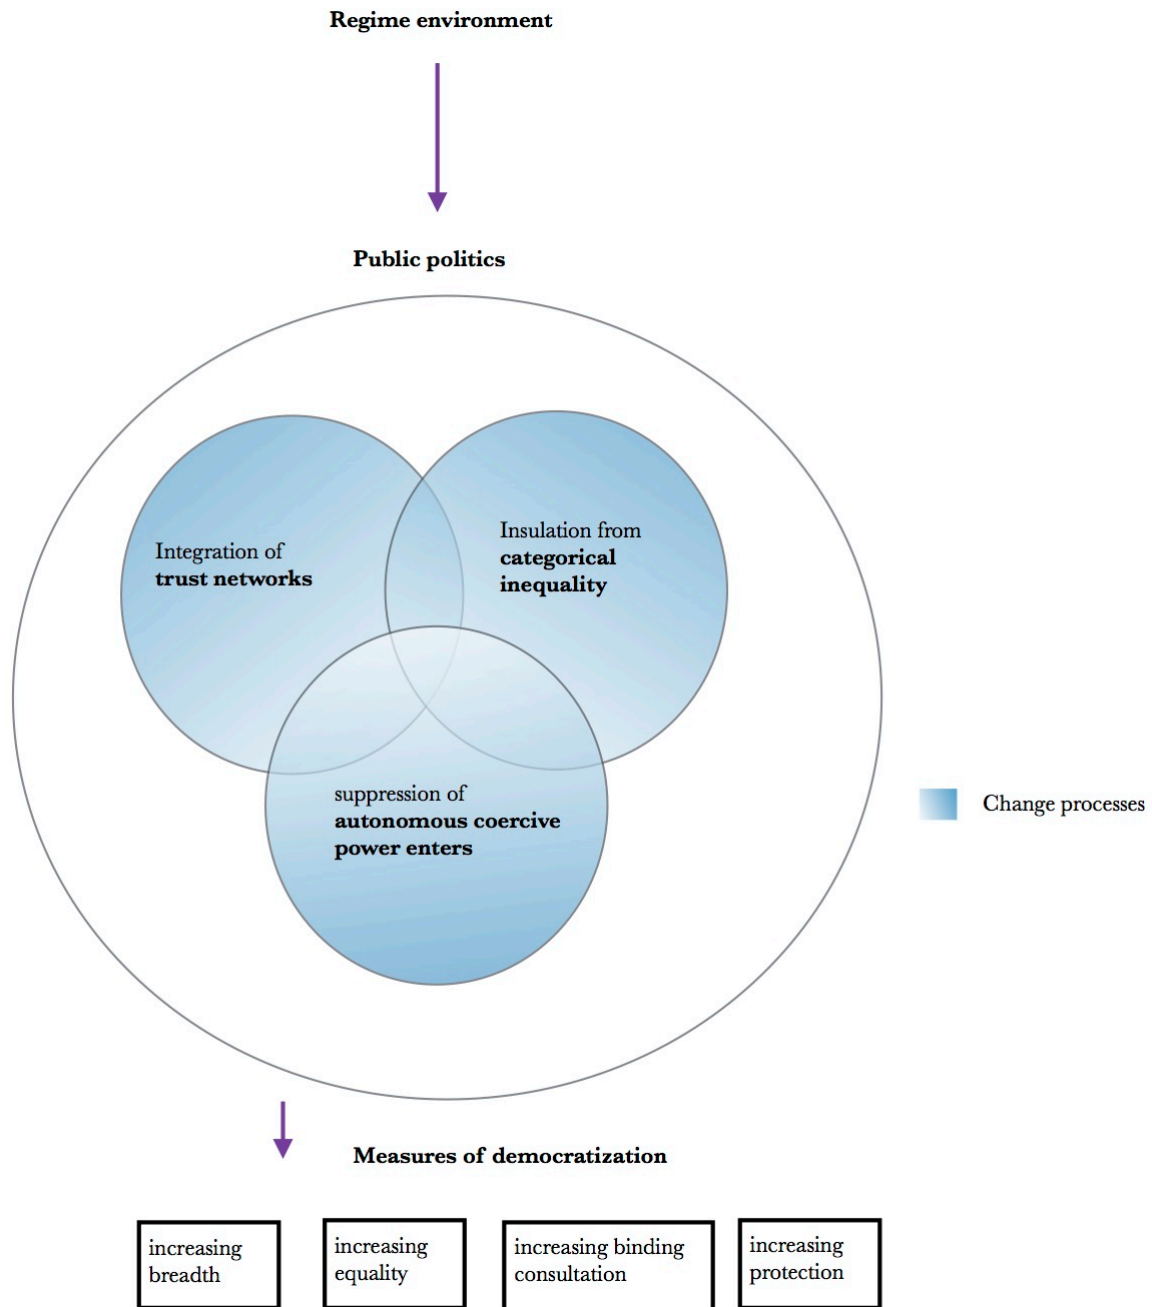 Regime environment
Public politics
Integration of
trust networks
Insulation from
categorical
inequality
suppression of
autonomous coercive
power enters
Change processes
Measures of democratization
increasing
breadth
increasing
equality
increasing binding
consultation
increasing
protection